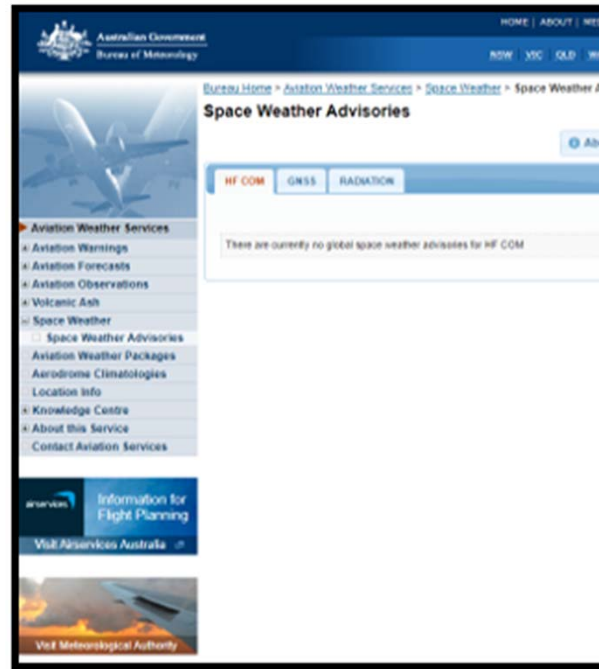 HOME | ABOUT | MED
Australian Government
Bureau of Meteorology
NSW VIC QLD
Bureau Home > Aviation Weather Services > Space Weather > Space Weather A
Space Weather Advisories
Ab
HF COM GNSS RADIATION
There are currently no global space weather advisories for HF COM
Aviation Weather Services
Aviation Warnings
Aviation Forecasts
Aviation Observations
Volcanic Ash
Space Weather
Space Weather Advisories
Aviation Weather Packages
Aerodrome Climatologies
Location Info
Knowledge Centre
About this Service
Contact Aviation Services
airservices
Information for
Flight Planning
Visit Airservices Australia
Visit Meteorological Authority